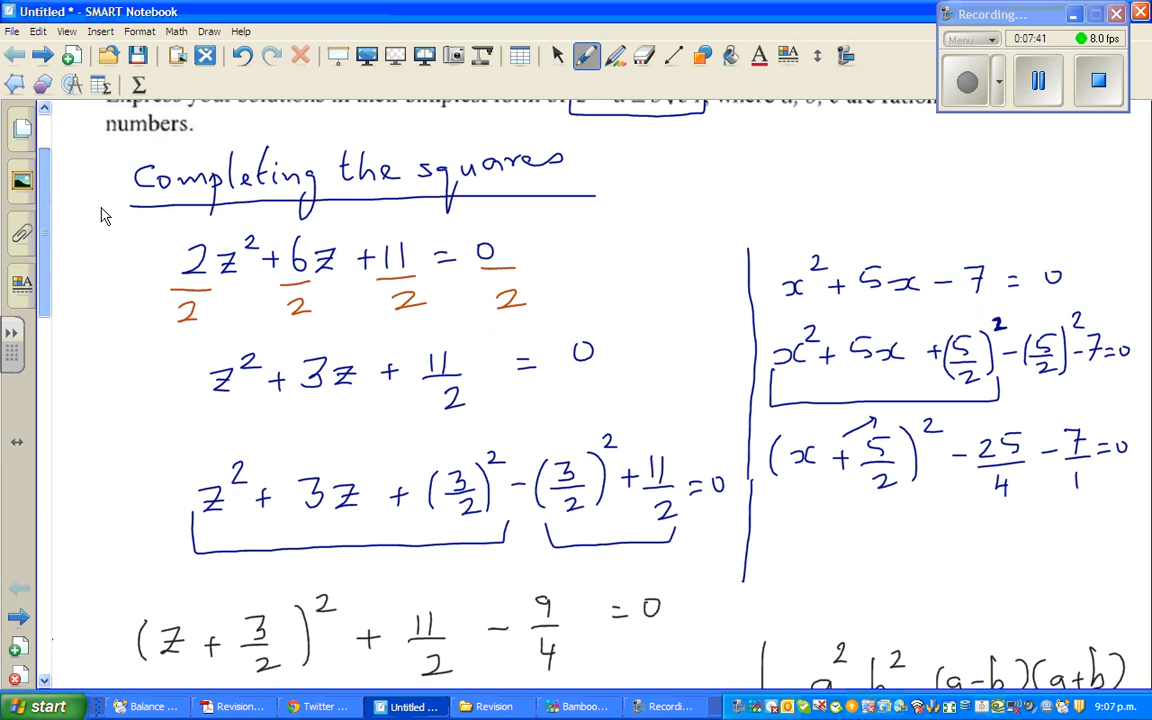 Untitled * - SMART Notebook
File Edit View Insert Format Math Draw Help
Recording...
Menu 0:07:41 8.0 fps
numbers.
Completing the squares
2z² + 6z + 11 = 0
2 2 2 2
z² + 3z + 11/2 = 0
z² + 3z + (3/2)² - (3/2)² + 11/2 = 0
(z + 3/2)² + 11/2 - 9/4 = 0
x² + 5x - 7 = 0
x² + 5x + (5/2)² - (5/2)² - 7 = 0
(x + 5/2)² - 25/4 - 7/1 = 0
(a-b)(a+b)
start Balance ... Revision... Twitter ... Untitled ... Revision Bamboo... Recordi... 9:07 p.m.